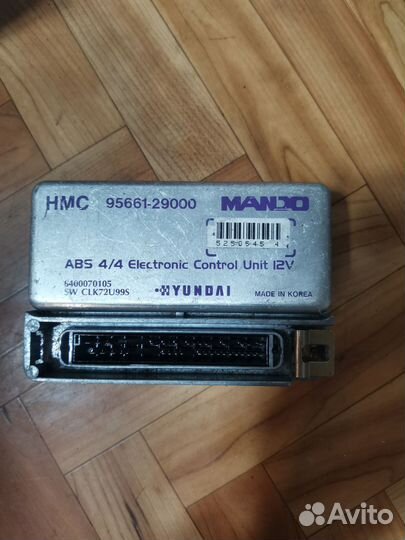 HMC 95661-29000 MANDO
5250545 4
ABS 4/4 Electronic Control Unit 12V
6400070105
SW CLK72U99S
HYUNDAI
MADE IN KOREA
Avito